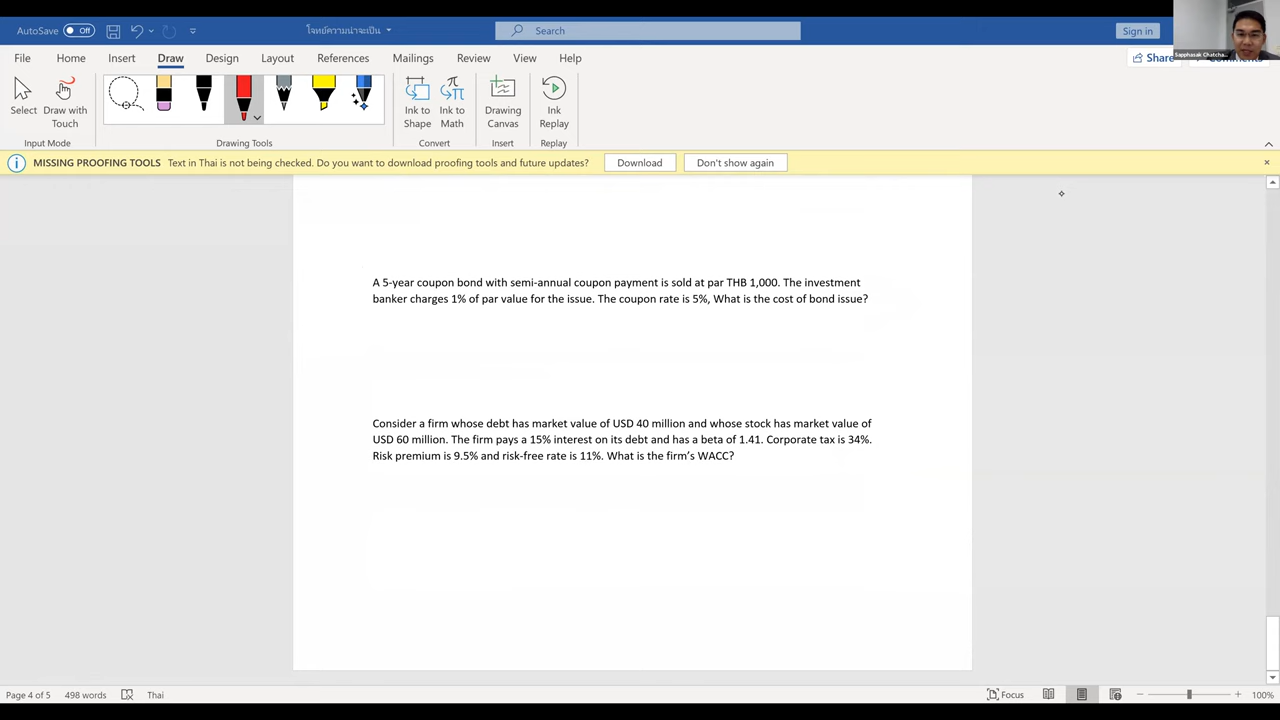 AutoSave Off โจทย์ความน่าจะเป็น Search Sign in
Sapphasak Chatcha...
File Home Insert Draw Design Layout References Mailings Review View Help Share Comments
Select Draw with Touch Ink to Shape Ink to Math Drawing Canvas Ink Replay
Input Mode Drawing Tools Convert Insert Replay
MISSING PROOFING TOOLS Text in Thai is not being checked. Do you want to download proofing tools and future updates? Download Don't show again
A 5-year coupon bond with semi-annual coupon payment is sold at par THB 1,000. The investment
banker charges 1% of par value for the issue. The coupon rate is 5%, What is the cost of bond issue?
Consider a firm whose debt has market value of USD 40 million and whose stock has market value of
USD 60 million. The firm pays a 15% interest on its debt and has a beta of 1.41. Corporate tax is 34%.
Risk premium is 9.5% and risk-free rate is 11%. What is the firm's WACC?
Page 4 of 5 498 words Thai Focus 100%